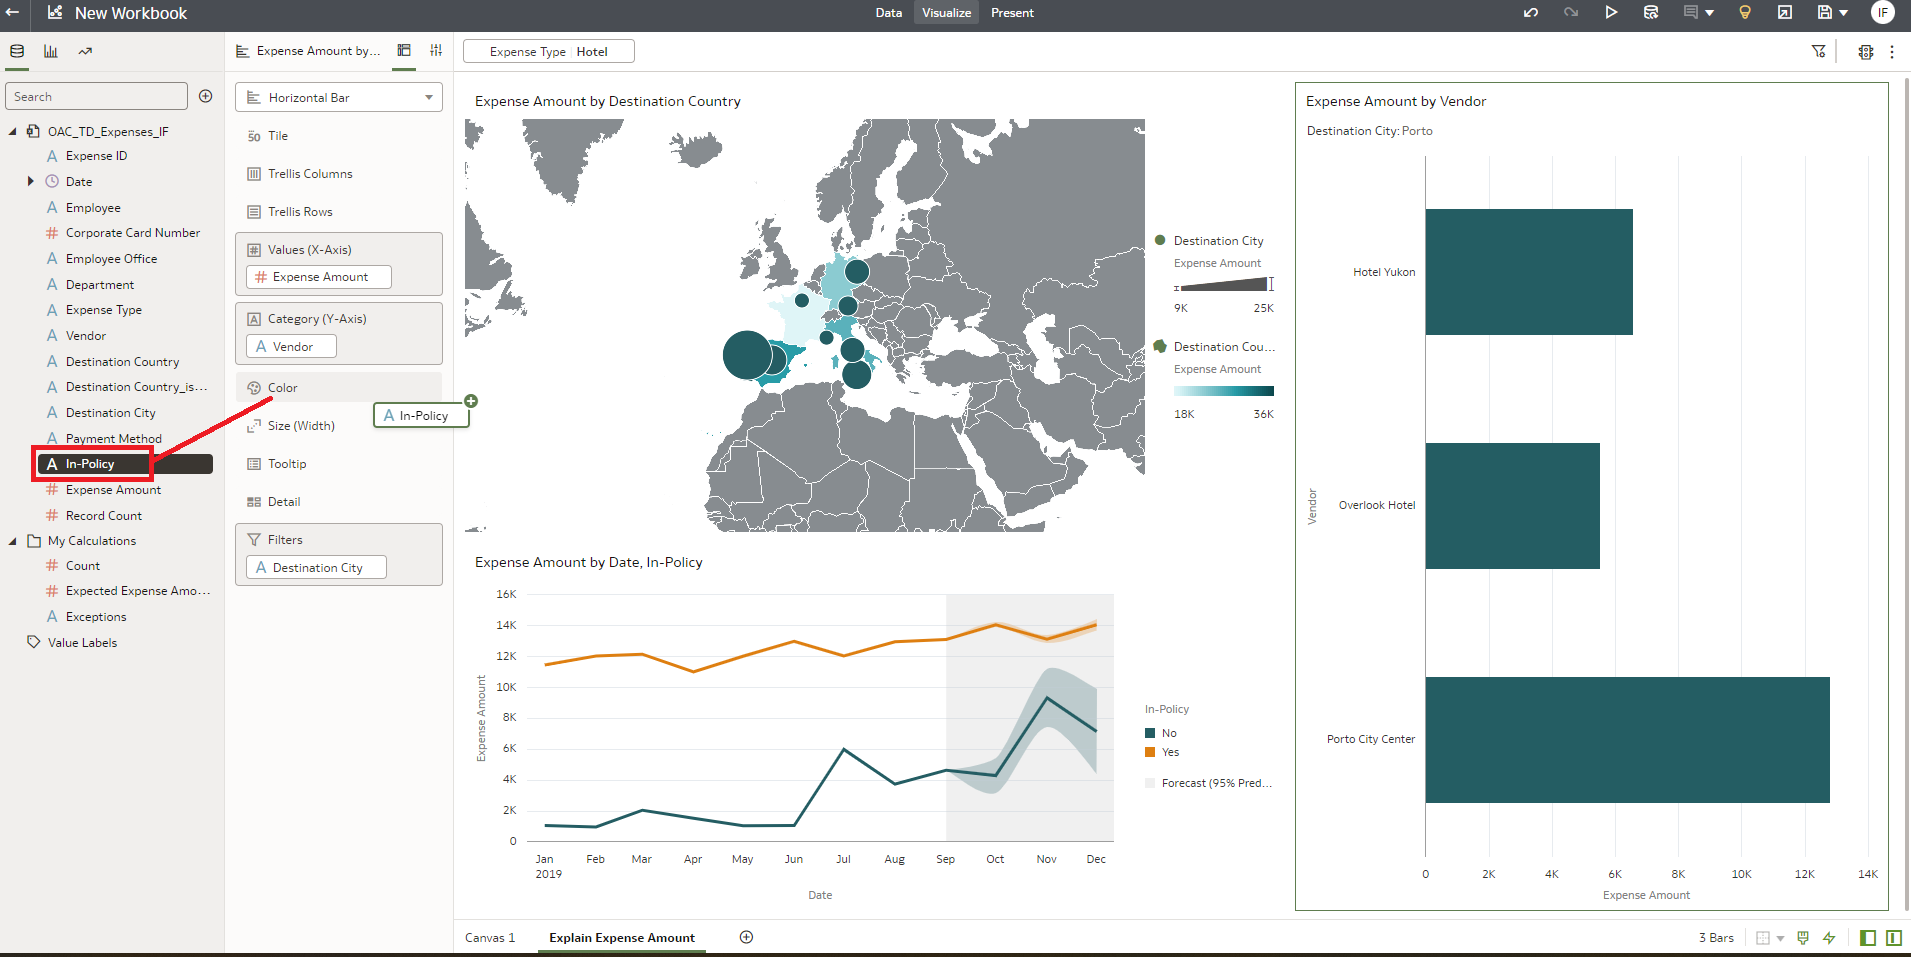 New Workbook
Data
Visualize
Present
IF
Search
OAC_TD_Expenses_IF
Expense ID
Date
Employee
Corporate Card Number
Employee Office
Department
Expense Type
Vendor
Destination Country
Destination Country_is...
Destination City
Payment Method
In-Policy
Expense Amount
Record Count
My Calculations
Count
Expected Expense Amo...
Exceptions
Value Labels
Expense Amount by...
Horizontal Bar
Tile
Trellis Columns
Trellis Rows
Values (X-Axis)
Expense Amount
Category (Y-Axis)
Vendor
Color
In-Policy
Size (Width)
Tooltip
Detail
Filters
Destination City
Expense Type Hotel
Expense Amount by Destination Country
Destination City
Expense Amount
9K 25K
Destination Cou...
Expense Amount
18K 36K
Expense Amount by Date, In-Policy
16K
14K
12K
10K
8K
6K
4K
2K
0
Expense Amount
Jan Feb Mar Apr May Jun Jul Aug Sep Oct Nov Dec
2019
Date
In-Policy
No
Yes
Forecast (95% Pred...
Expense Amount by Vendor
Destination City: Porto
Hotel Yukon
Overlook Hotel
Porto City Center
Vendor
0 2K 4K 6K 8K 10K 12K 14K
Expense Amount
Canvas 1
Explain Expense Amount
3 Bars